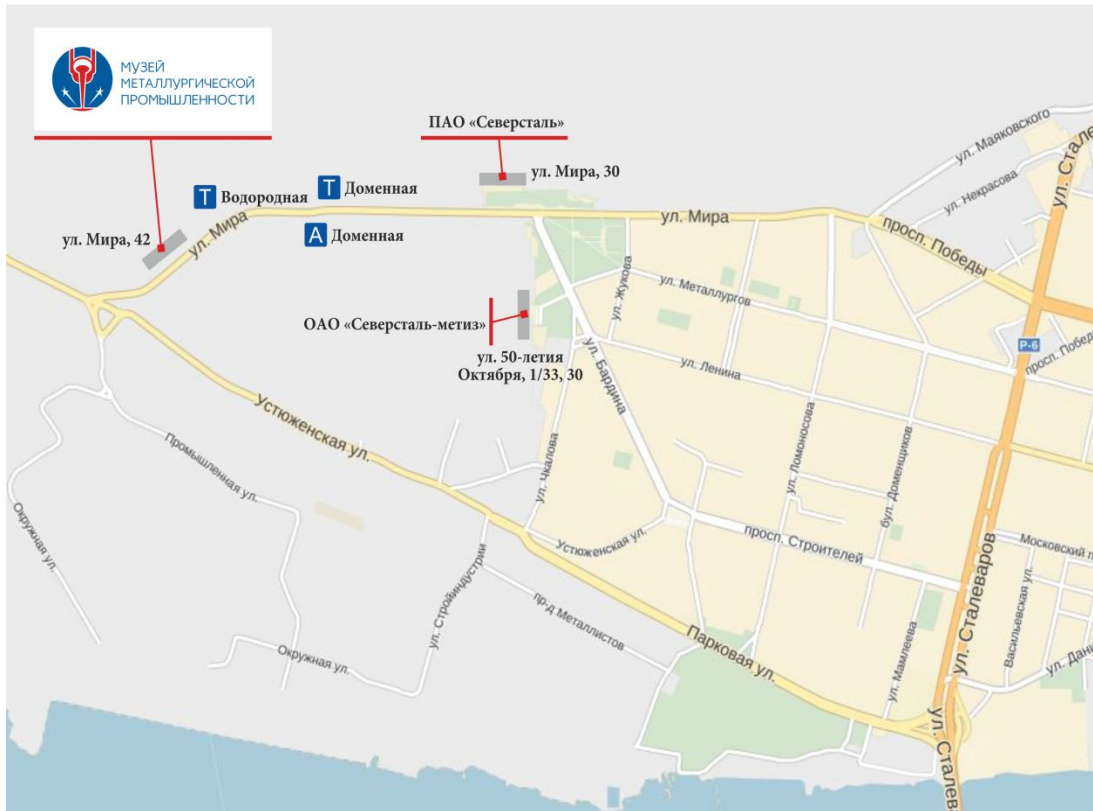 МУЗЕЙ
МЕТАЛЛУРГИЧЕСКОЙ
ПРОМЫШЛЕННОСТИ
ПАО «Северсталь»
ул. Мира, 30
Т Водородная
Т Доменная
А Доменная
ул. Мира, 42
ул. Мира
ул. Мира
ул. Маяковского
ул. Некрасова
ул. Стале
просп. Победы
ул. Жукова
ул. Металлургов
ОАО «Северсталь-метиз»
ул. 50-летия
Октября, 1/33, 30
Р-6
просп. Побед
ул. Бардина
ул. Ленина
Устюженская ул.
Промышленная ул.
ул. Чкалова
ул. Ломоносова
бул. Доменщиков
Окружная ул.
Устюженская ул.
просп. Строителей
Московский п
ул. Стройиндустрии
пр-д Металлистов
Окружная ул.
Парковая ул.
ул. Мамлеева
ул. Сталеваров
Васильевская ул.
ул. Дани
ул. Сталев